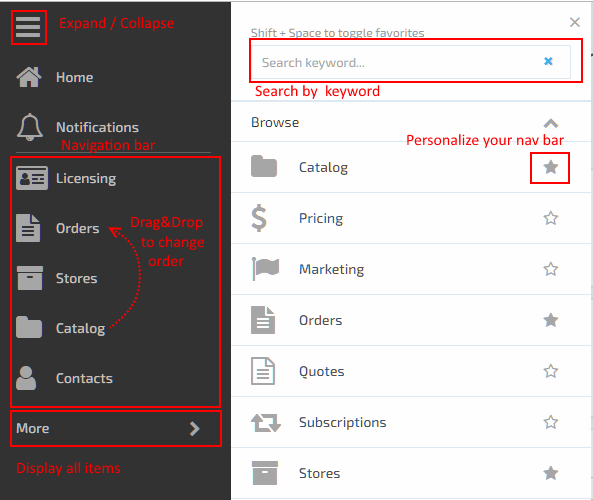 Expand / Collapse
Home
Notifications
Navigation bar
Licensing
Orders
Drag&Drop
to change
order
Stores
Catalog
Contacts
More
Display all items
Shift + Space to toggle favorites
Search keyword...
Search by keyword
Browse
Personalize your nav bar
Catalog
Pricing
Marketing
Orders
Quotes
Subscriptions
Stores